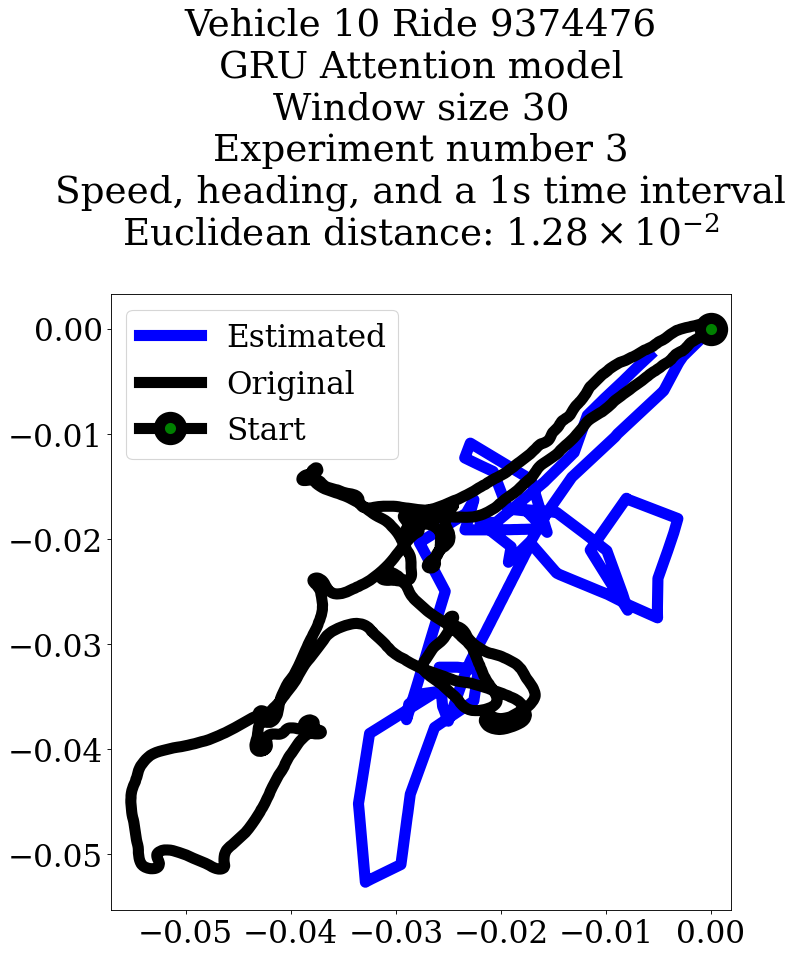 Vehicle 10 Ride 9374476
GRU Attention model
Window size 30
Experiment number 3
Speed, heading, and a 1s time interval
Euclidean distance: 1.28 × 10⁻²
Estimated
Original
Start
0.00
−0.01
−0.02
−0.03
−0.04
−0.05
−0.05 −0.04 −0.03 −0.02 −0.01 0.00